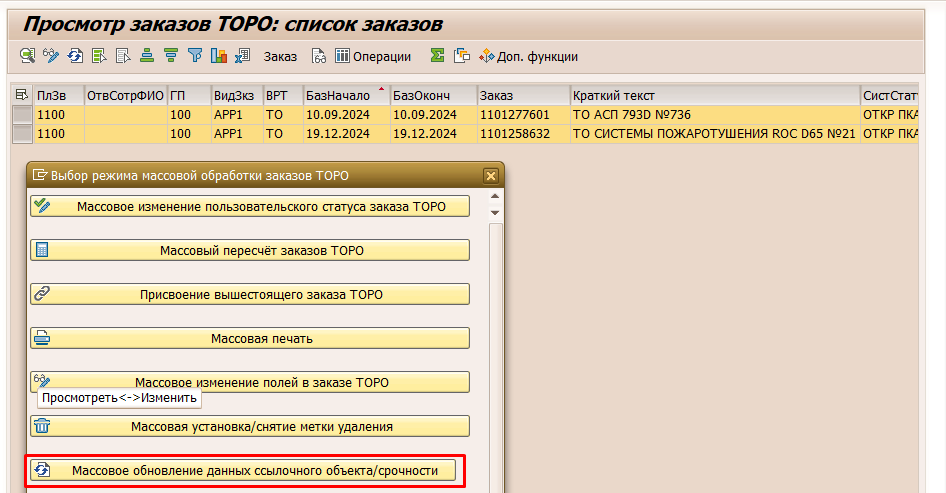 Просмотр заказов ТОРО: список заказов
Заказ Операции Доп. функции
ПлЗв ОтвСотрФИО ГП ВидЗкз ВРТ БазНачало БазОконч Заказ Краткий текст СистСтат
1100 100 APP1 ТО 10.09.2024 10.09.2024 1101277601 ТО АСП 793D №736 ОТКР ПКА
1100 100 APP1 ТО 19.12.2024 19.12.2024 1101258632 ТО СИСТЕМЫ ПОЖАРОТУШЕНИЯ ROC D65 №21 ОТКР ПКА
Выбор режима массовой обработки заказов ТОРО
Массовое изменение пользовательского статуса заказа ТОРО
Массовый пересчёт заказов ТОРО
Присвоение вышестоящего заказа ТОРО
Массовая печать
Массовое изменение полей в заказе ТОРО
Просмотреть<->Изменить
Массовая установка/снятие метки удаления
Массовое обновление данных ссылочного объекта/срочности